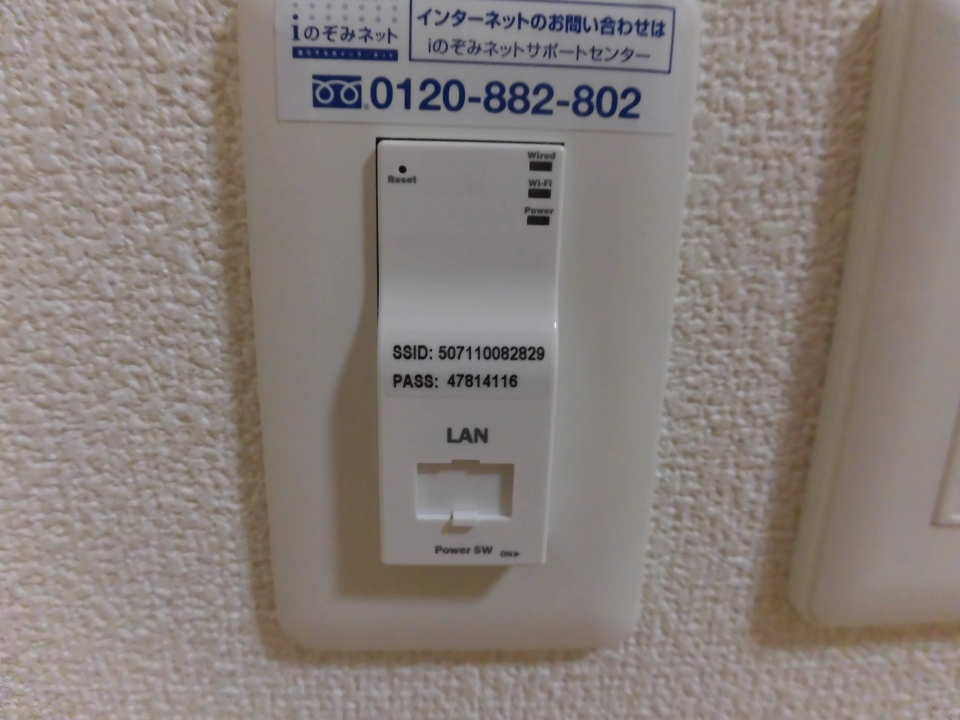 インターネットのお問い合わせは
iのぞみネット
iのぞみネットサポートセンター
0120-882-802
Wired
Reset
Wi-Fi
Power
SSID: 507110082829
PASS: 47814116
LAN
Power SW ON▶